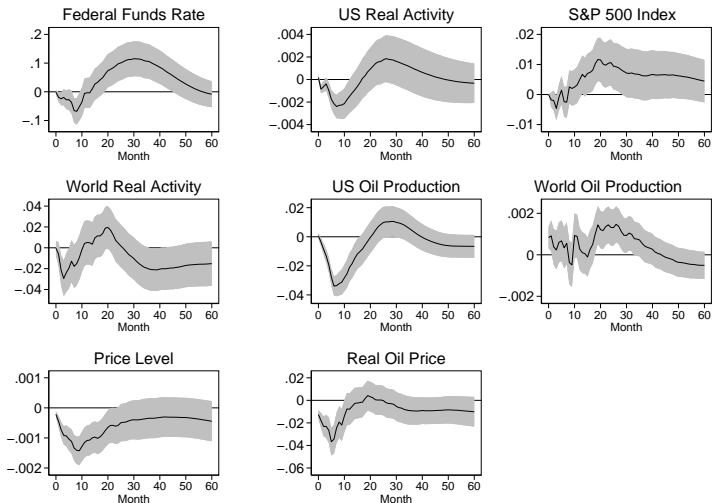 Federal Funds Rate
.2
.1
0
−.1
0 10 20 30 40 50 60
Month
US Real Activity
.004
.002
0
−.002
−.004
0 10 20 30 40 50 60
Month
S&P 500 Index
.02
.01
0
−.01
0 10 20 30 40 50 60
Month
World Real Activity
.04
.02
0
−.02
−.04
0 10 20 30 40 50 60
Month
US Oil Production
.02
0
−.02
−.04
0 10 20 30 40 50 60
Month
World Oil Production
.002
0
−.002
0 10 20 30 40 50 60
Month
Price Level
.001
0
−.001
−.002
0 10 20 30 40 50 60
Month
Real Oil Price
.02
0
−.02
−.04
−.06
0 10 20 30 40 50 60
Month